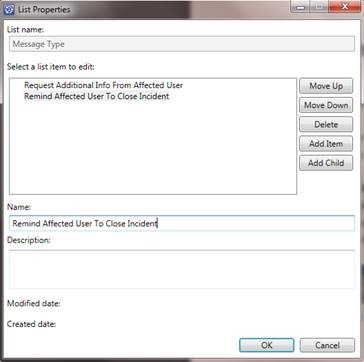 List Properties
List name:
Message Type
Select a list item to edit:
Request Additional Info From Affected User
Remind Affected User To Close Incident
Move Up
Move Down
Delete
Add Item
Add Child
Name:
Remind Affected User To Close Incident
Description:
Modified date:
Created date:
OK
Cancel